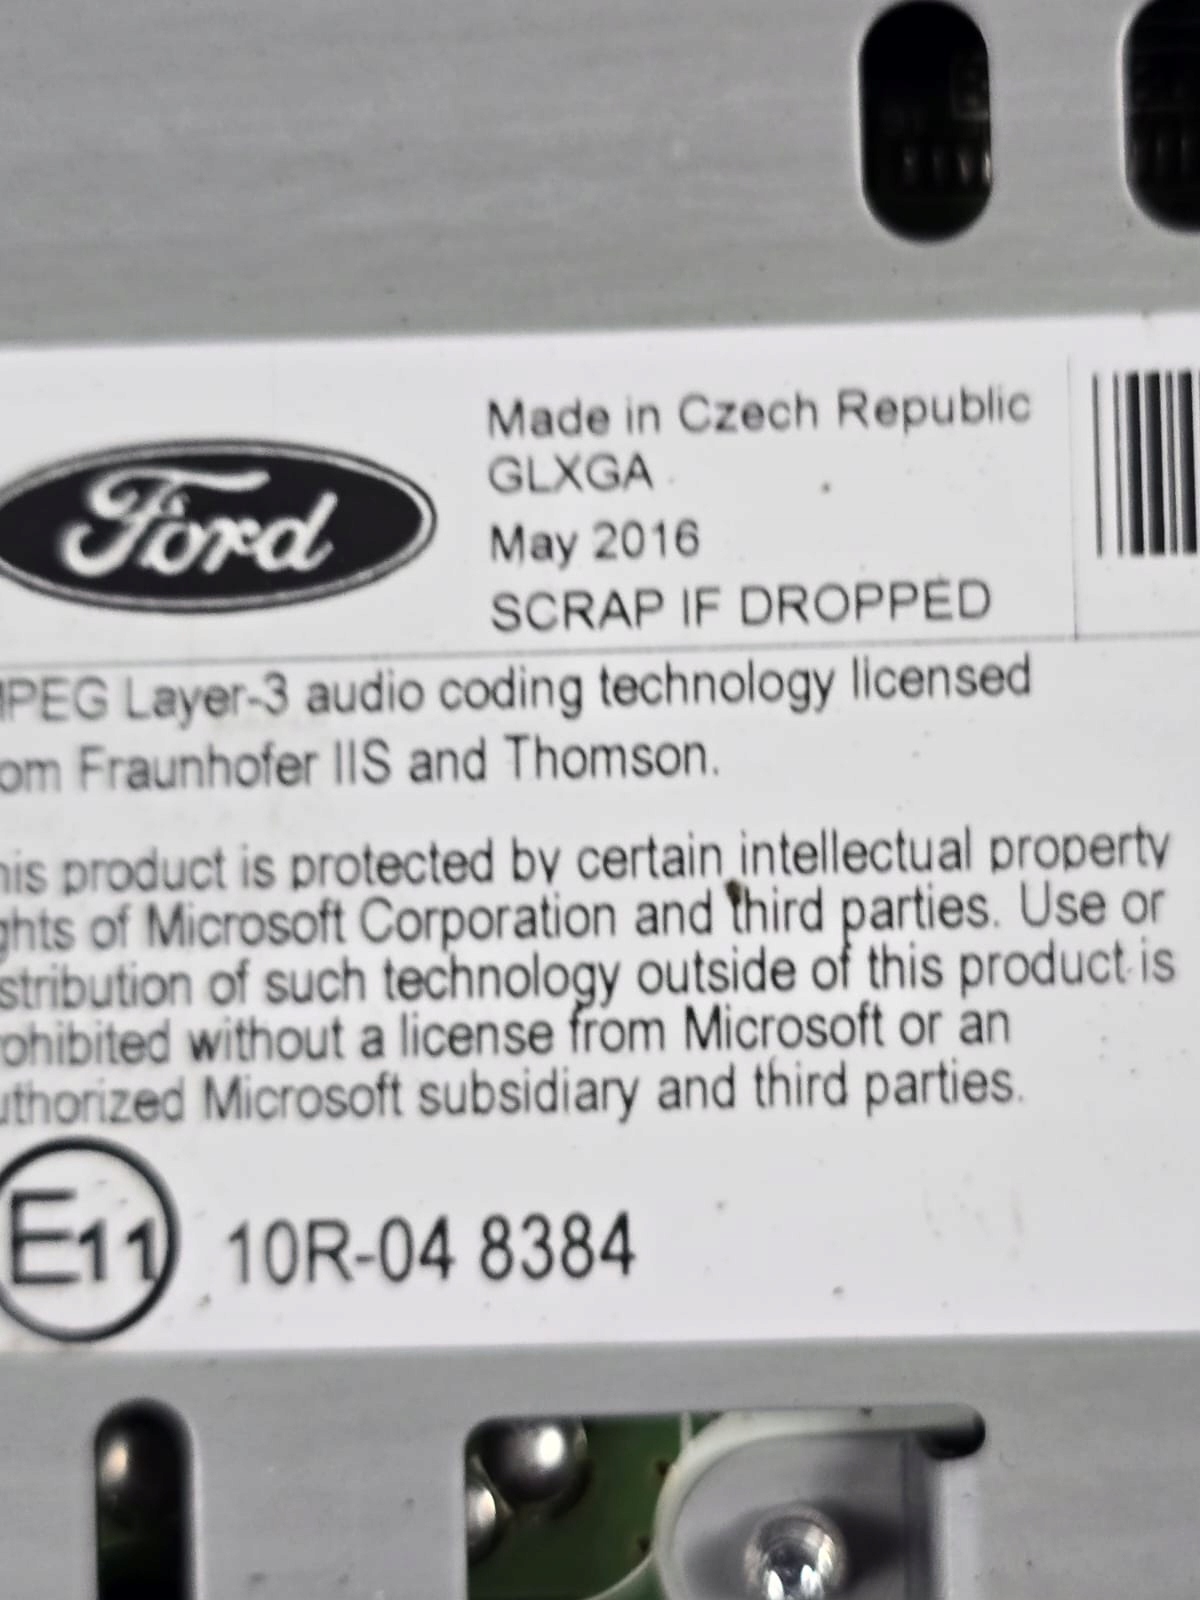 Ford
Made in Czech Republic
GLXGA
May 2016
SCRAP IF DROPPED
MPEG Layer-3 audio coding technology licensed
om Fraunhofer IIS and Thomson.
his product is protected by certain intellectual property
ghts of Microsoft Corporation and third parties. Use or
stribution of such technology outside of this product is
ohibited without a license from Microsoft or an
uthorized Microsoft subsidiary and third parties.
E11 10R-04 8384